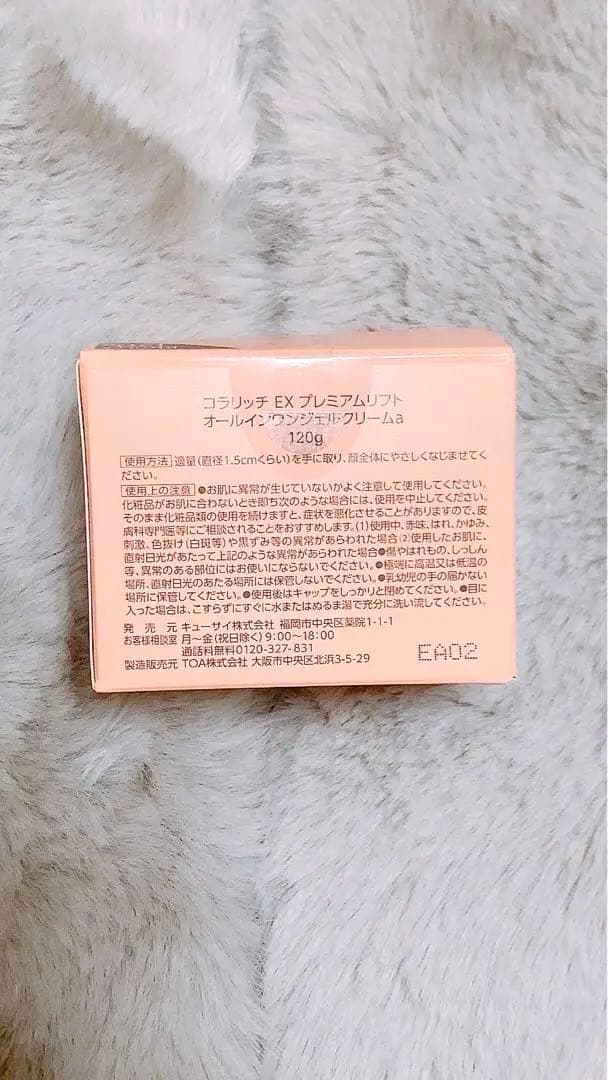 コラリッチ EX プレミアムリフト
オールインワンジェルクリームa
120g
使用方法 適量(直径1.5cmくらい)を手に取り、顔全体にやさしくなじませてく
ださい。
使用上の注意 ●お肌に異常が生じていないかよく注意して使用してください。
化粧品がお肌に合わないとき即ち次のような場合には、使用を中止してください。
そのまま化粧品類の使用を続けますと、症状を悪化させることがありますので、皮
膚科専門医等にご相談されることをおすすめします。(1)使用中、赤味、はれ、かゆみ、
刺激、色抜け(白斑等)や黒ずみ等の異常があらわれた場合(2)使用したお肌に、
直射日光があたって上記のような異常があらわれた場合●傷やはれもの、しっしん
等、異常のある部位にはお使いにならないでください。●極端に高温又は低温の
場所、直射日光のあたる場所には保管しないでください。●乳幼児の手の届かない
場所に保管してください。●使用後はキャップをしっかりと閉めてください。●目に
入った場合は、こすらずにすぐに水またはぬるま湯で充分に洗い流してください。
発売元 キューサイ株式会社 福岡市中央区薬院1-1-1
お客様相談室 月〜金(祝日除く)9:00〜18:00
通話料無料0120-327-831
製造販売元 TOA株式会社 大阪市中央区北浜3-5-29
EA02